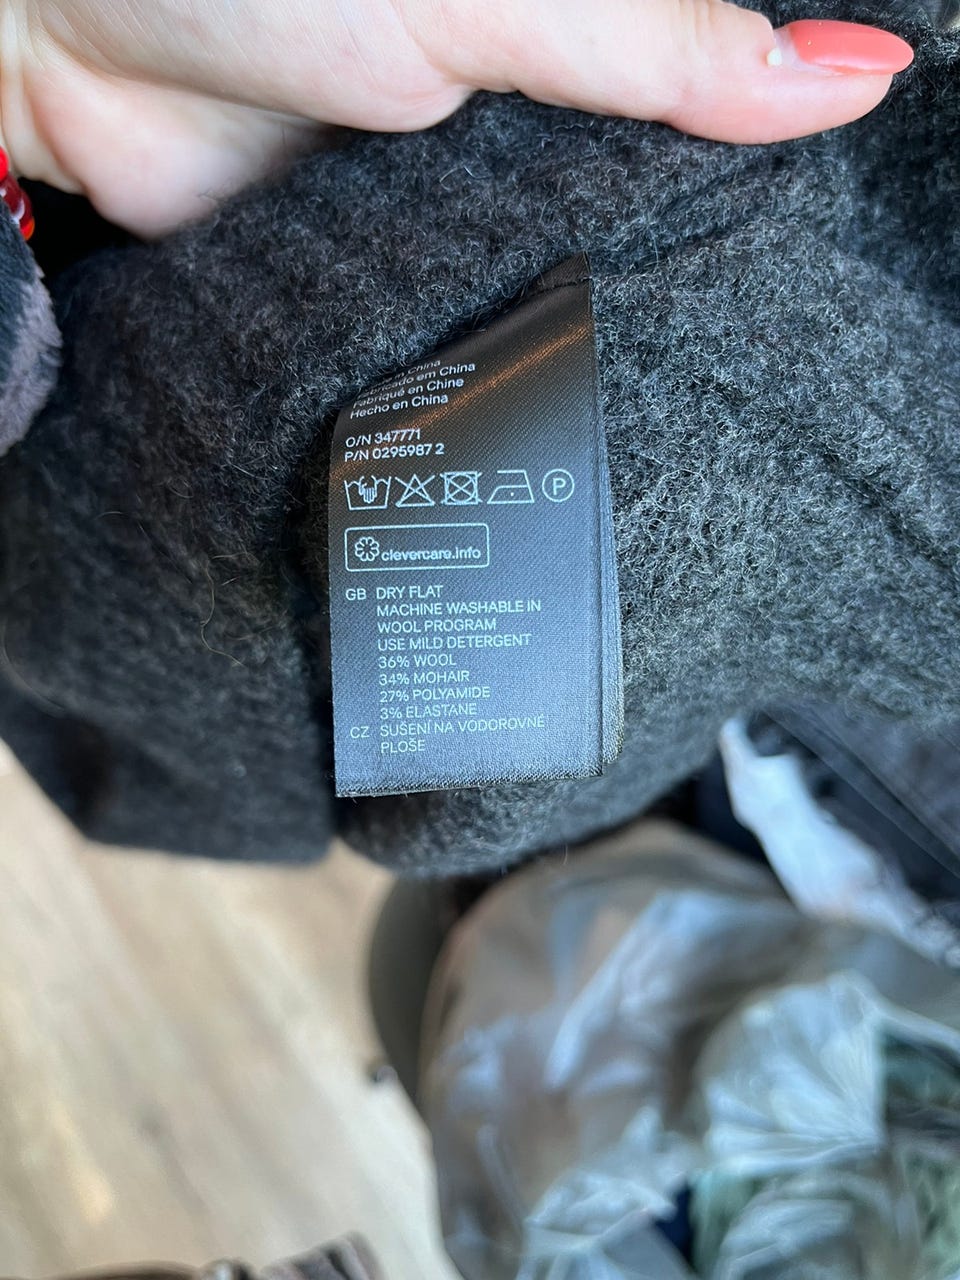 in China
Fabricado em China
Fabriqué en Chine
Hecho en China
O/N 347771
P/N 0295987 2
P
clevercare.info
GB DRY FLAT
MACHINE WASHABLE IN
WOOL PROGRAM
USE MILD DETERGENT
36% WOOL
34% MOHAIR
27% POLYAMIDE
3% ELASTANE
CZ SUŠENÍ NA VODOROVNÉ
PLOŠE